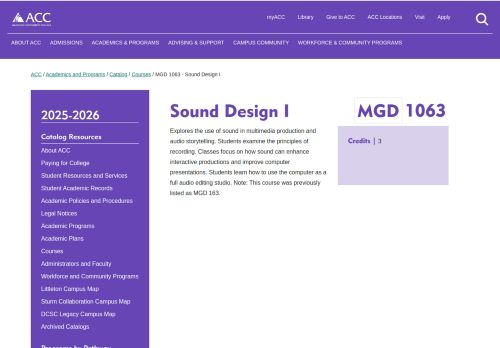 ACC
myACC Library Give to ACC ACC Locations Visit Apply
ABOUT ACC ADMISSIONS ACADEMICS & PROGRAMS ADVISING & SUPPORT CAMPUS COMMUNITY WORKFORCE & COMMUNITY PROGRAMS
ACC / Academics and Programs / Catalog / Courses / MGD 1063 - Sound Design I
2025-2026
Catalog Resources
About ACC
Paying for College
Student Resources and Services
Student Academic Records
Academic Policies and Procedures
Legal Notices
Academic Programs
Academic Plans
Courses
Administrators and Faculty
Workforce and Community Programs
Littleton Campus Map
Sturm Collaboration Campus Map
DCSC Legacy Campus Map
Archived Catalogs
Programs by Pathway
Sound Design I
Explores the use of sound in multimedia production and
audio storytelling. Students examine the principles of
recording. Classes focus on how sound can enhance
interactive productions and improve computer
presentations. Students learn how to use the computer as a
full audio editing studio. Note: This course was previously
listed as MGD 163.
MGD 1063
Credits | 3